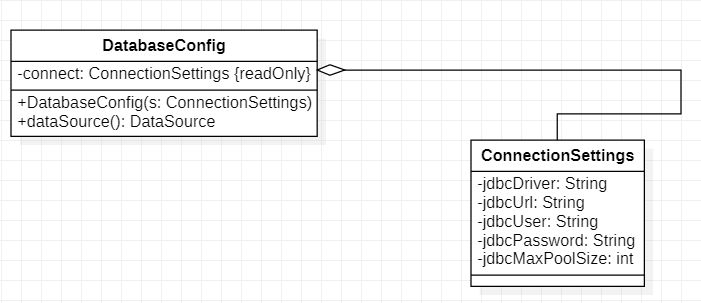 DatabaseConfig
-connect: ConnectionSettings {readOnly}
+DatabaseConfig(s: ConnectionSettings)
+dataSource(): DataSource
ConnectionSettings
-jdbcDriver: String
-jdbcUrl: String
-jdbcUser: String
-jdbcPassword: String
-jdbcMaxPoolSize: int